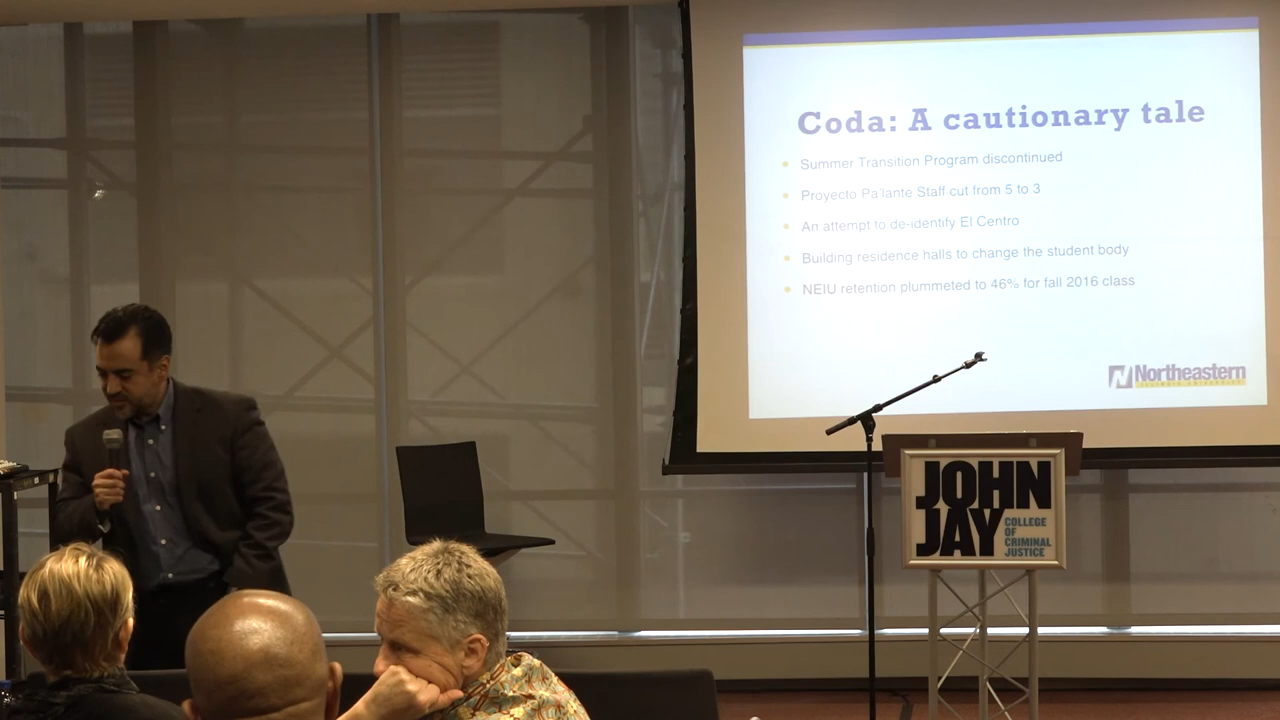 Coda: A cautionary tale
Summer Transition Program discontinued
Proyecto Pa'lante Staff cut from 5 to 3
An attempt to de-identify El Centro
Building residence halls to change the student body
NEIU retention plummeted to 46% for fall 2016 class
Northeastern
ILLINOIS UNIVERSITY
JOHN
JAY
COLLEGE
OF
CRIMINAL
JUSTICE